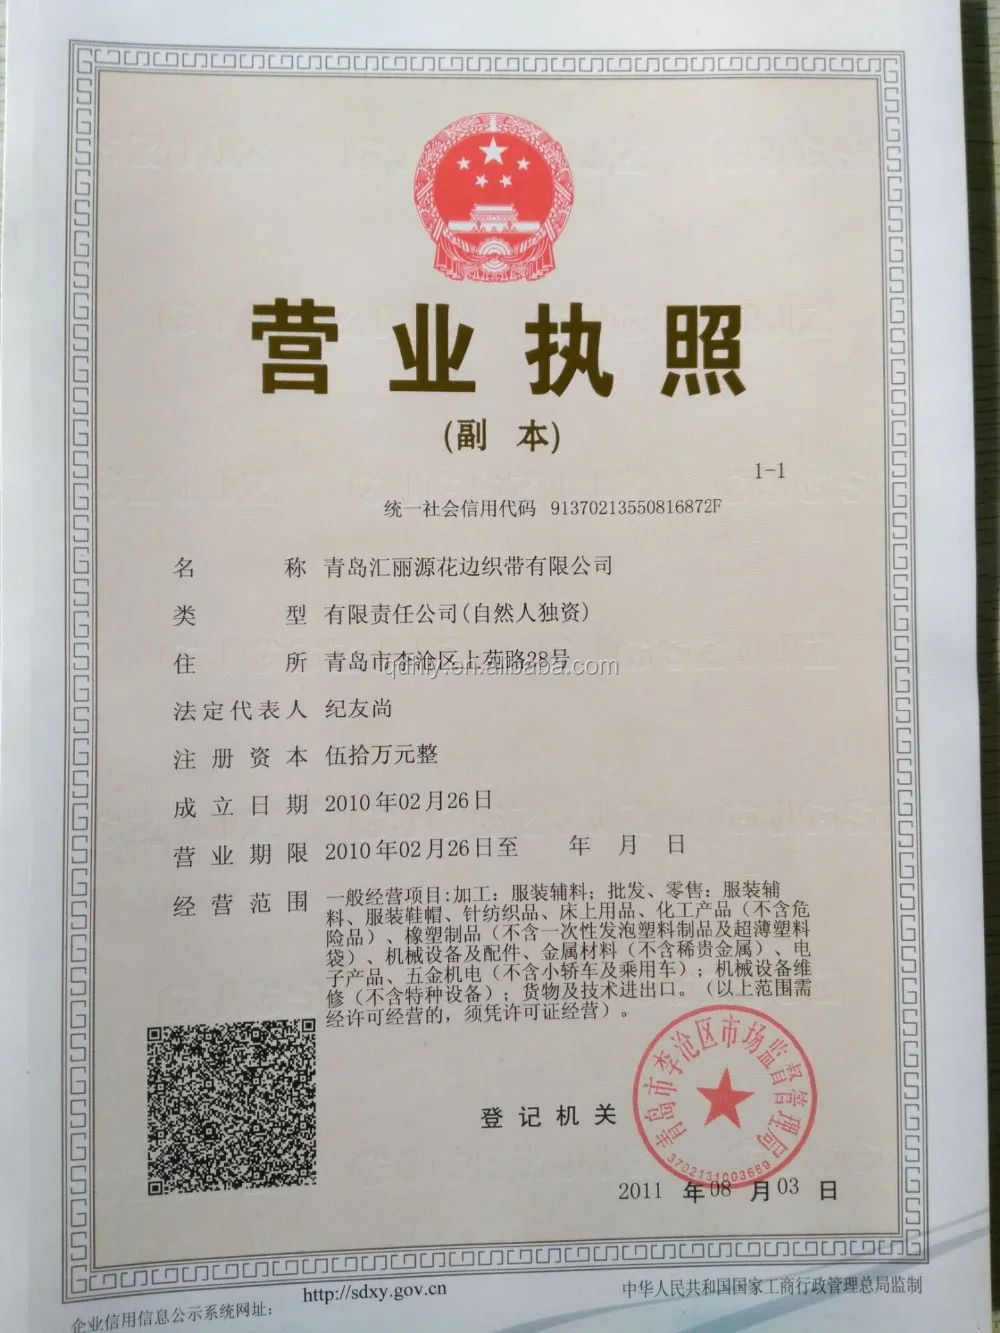 营业执照
(副 本)
1-1
统一社会信用代码 91370213550816872F
名 称 青岛汇丽源花边织带有限公司
类 型 有限责任公司(自然人独资)
住 所 青岛市李沧区上苑路28号
qdhly.en.alibaba.com
法定代表人 纪友尚
注 册 资 本 伍拾万元整
成 立 日 期 2010年02月26日
营 业 期 限 2010年02月26日至 年 月 日
经 营 范 围 一般经营项目:加工：服装辅料；批发、零售：服装辅
料、服装鞋帽、针纺织品、床上用品、化工产品（不含危
险品）、橡塑制品（不含一次性发泡塑料制品及超薄塑料
袋）、机械设备及配件、金属材料（不含稀贵金属）、电
子产品、五金机电（不含小轿车及乘用车）；机械设备维
修（不含特种设备）；货物及技术进出口。（以上范围需
经许可经营的，须凭许可证经营）。
登 记 机 关
青岛市李沧区市场监督管理局
3702131003689
2011 年08 月03 日
企业信用信息公示系统网址：
http://sdxy.gov.cn
中华人民共和国国家工商行政管理总局监制